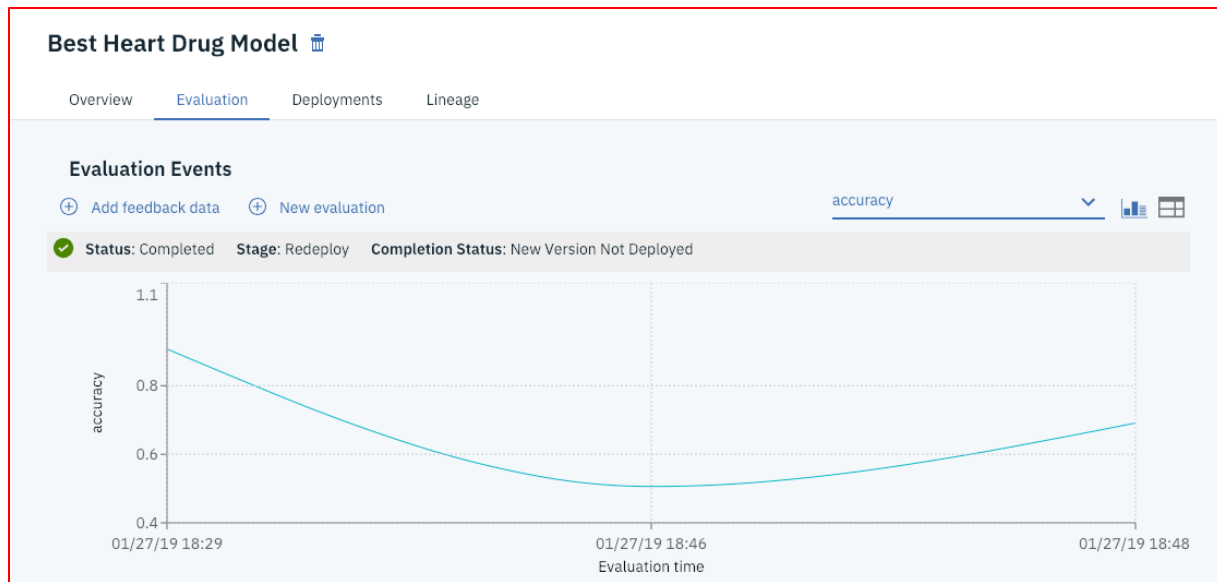 Best Heart Drug Model
Overview Evaluation Deployments Lineage
Evaluation Events
Add feedback data New evaluation accuracy
Status: Completed Stage: Redeploy Completion Status: New Version Not Deployed
1.1
0.8
accuracy
0.6
0.4
01/27/19 18:29 01/27/19 18:46 01/27/19 18:48
Evaluation time